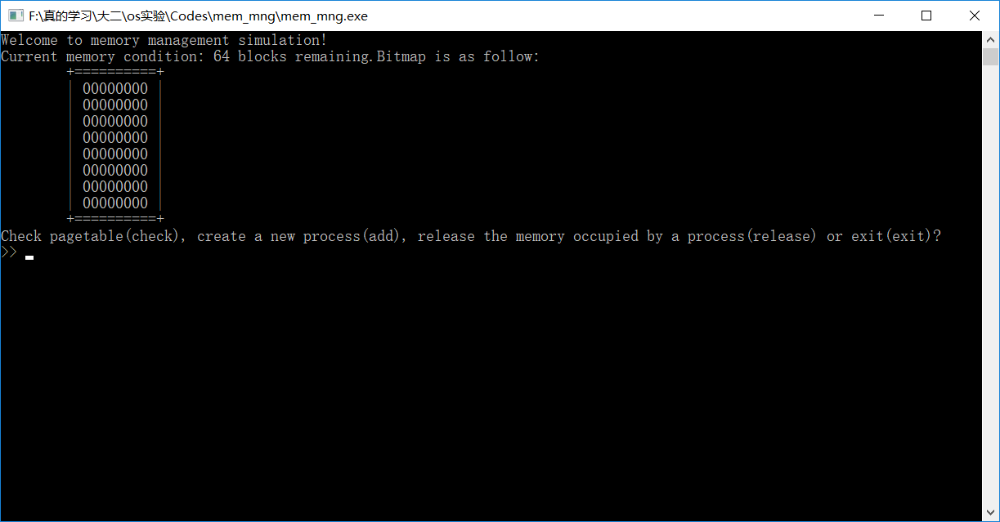 F:\真的学习\大二\os实验\Codes\mem_mng\mem_mng.exe
Welcome to memory management simulation!
Current memory condition: 64 blocks remaining.Bitmap is as follow:
+==========+
| 00000000 |
| 00000000 |
| 00000000 |
| 00000000 |
| 00000000 |
| 00000000 |
| 00000000 |
| 00000000 |
+==========+
Check pagetable(check), create a new process(add), release the memory occupied by a process(release) or exit(exit)?
>>